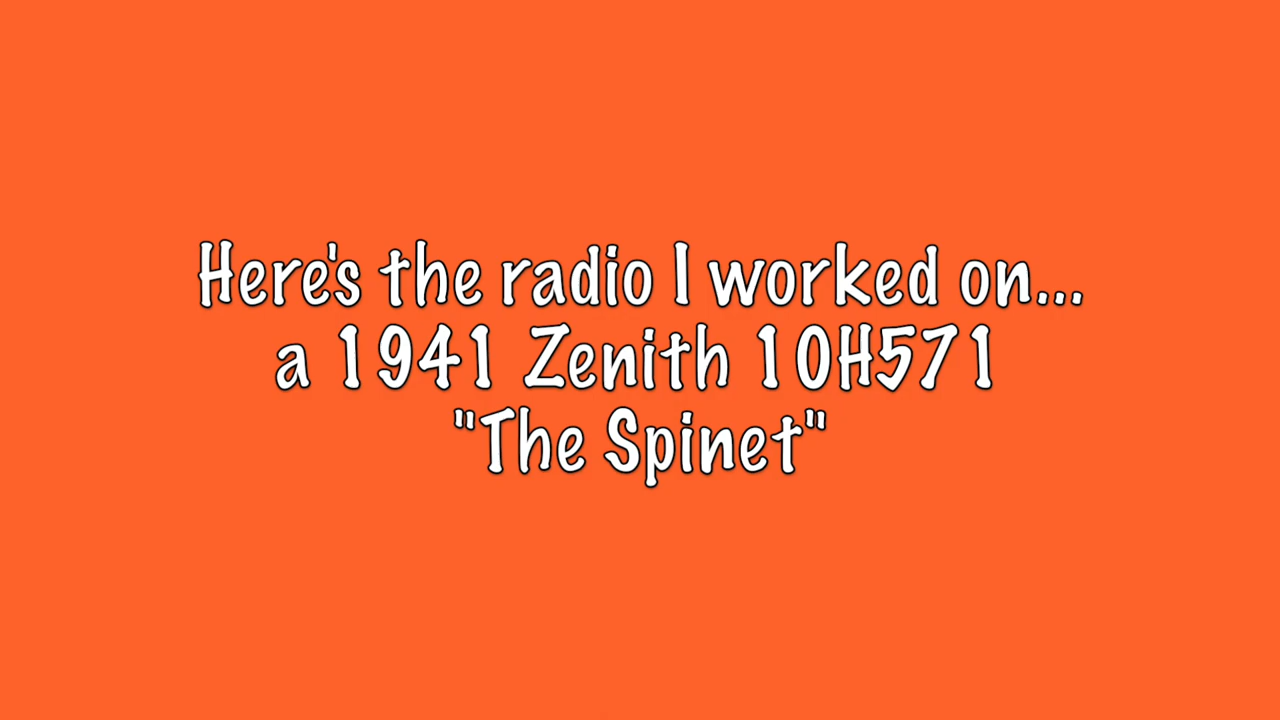 Here's the radio I worked on...
a 1941 Zenith 10H571
"The Spinet"